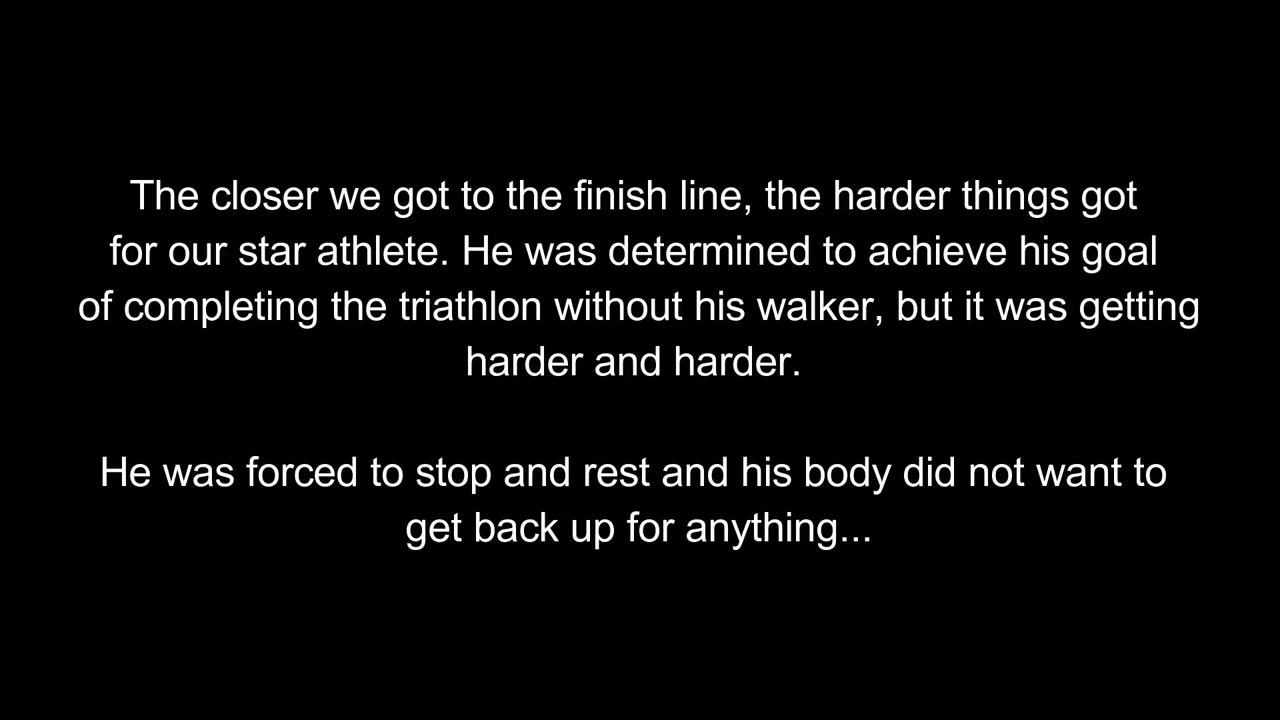 The closer we got to the finish line, the harder things got
for our star athlete. He was determined to achieve his goal
of completing the triathlon without his walker, but it was getting
harder and harder.
He was forced to stop and rest and his body did not want to
get back up for anything...